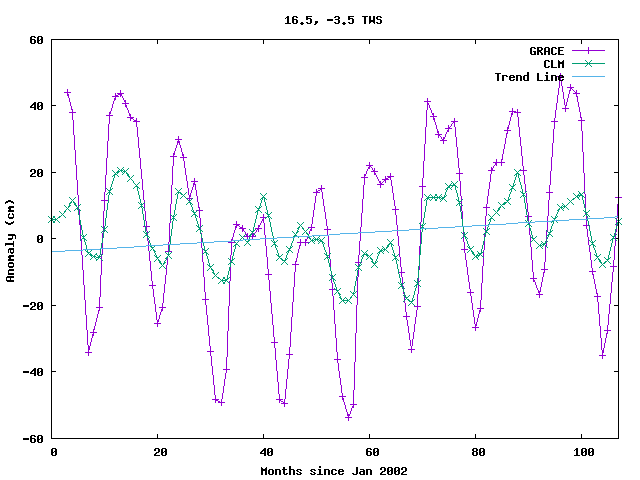 16.5, -3.5 TWS
GRACE
CLM
Trend Line
60
40
20
0
-20
-40
-60
Anomaly (cm)
0 20 40 60 80 100
Months since Jan 2002